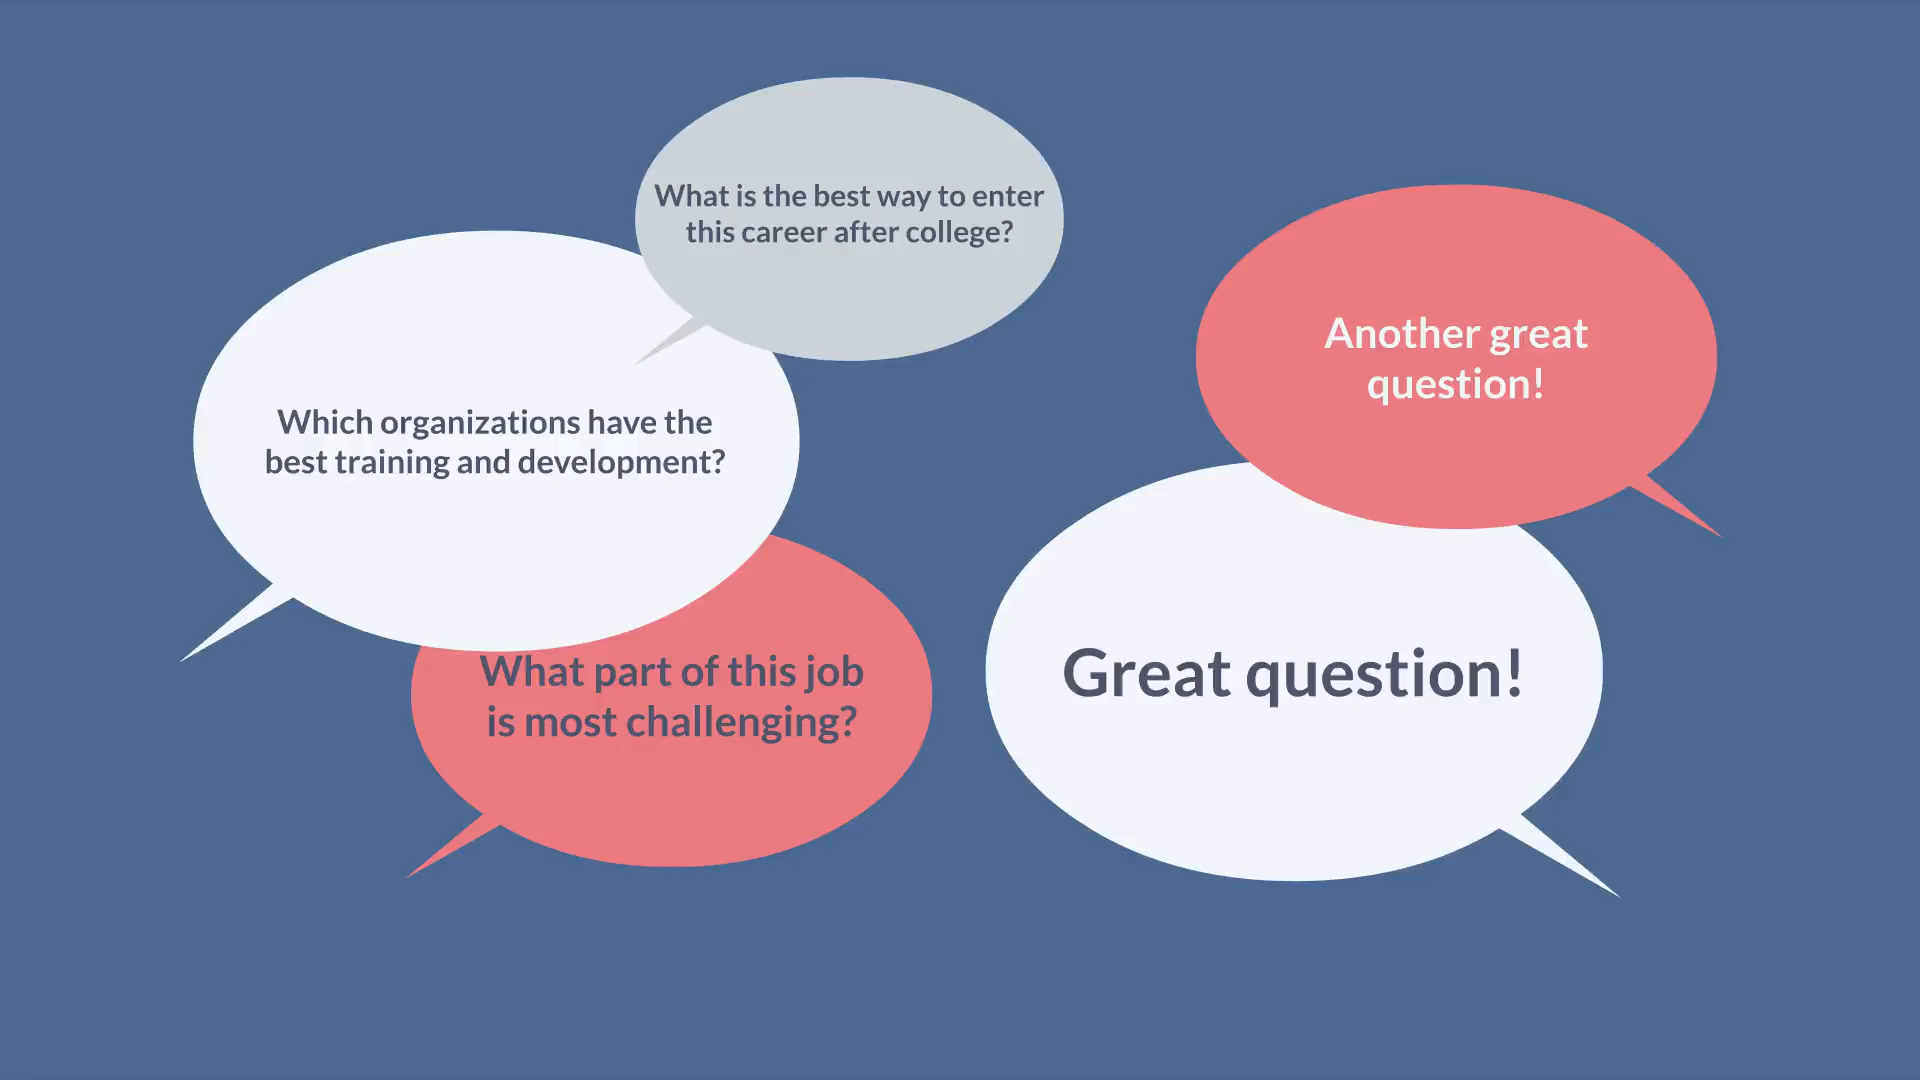 What is the best way to enter
this career after college?
Which organizations have the
best training and development?
What part of this job
is most challenging?
Another great
question!
Great question!